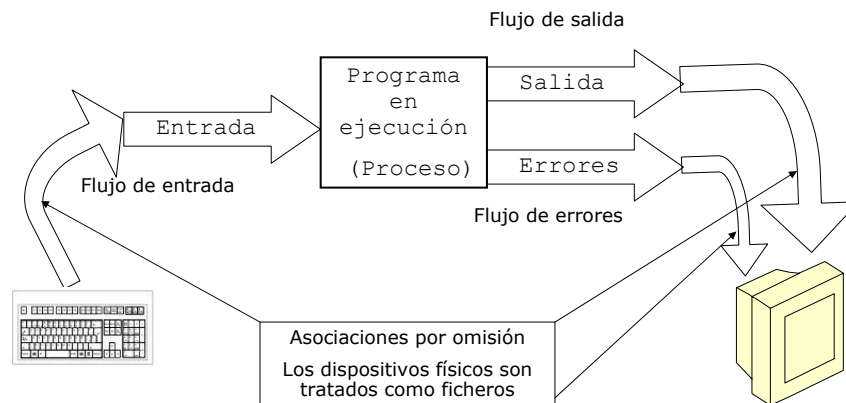 Flujo de salida
Programa
en
ejecución
(Proceso)
Salida
Entrada
Errores
Flujo de entrada
Flujo de errores
Asociaciones por omisión
Los dispositivos físicos son
tratados como ficheros